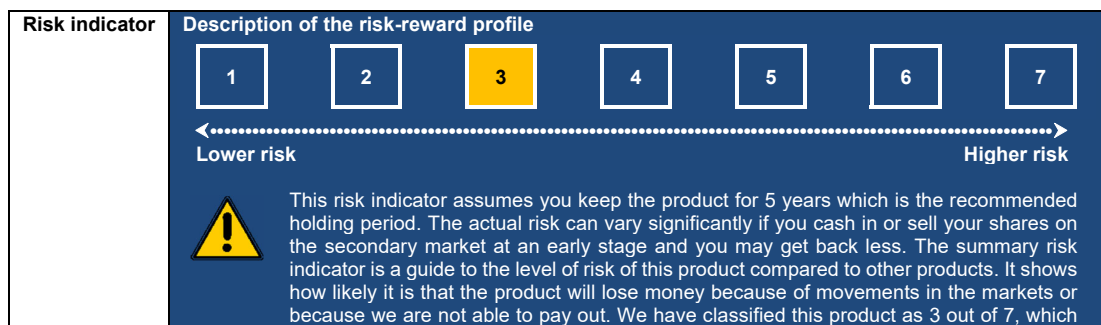 Risk indicator
Description of the risk-reward profile
1 2 3 4 5 6 7
Lower risk Higher risk
This risk indicator assumes you keep the product for 5 years which is the recommended
holding period. The actual risk can vary significantly if you cash in or sell your shares on
the secondary market at an early stage and you may get back less. The summary risk
indicator is a guide to the level of risk of this product compared to other products. It shows
how likely it is that the product will lose money because of movements in the markets or
because we are not able to pay out. We have classified this product as 3 out of 7, which